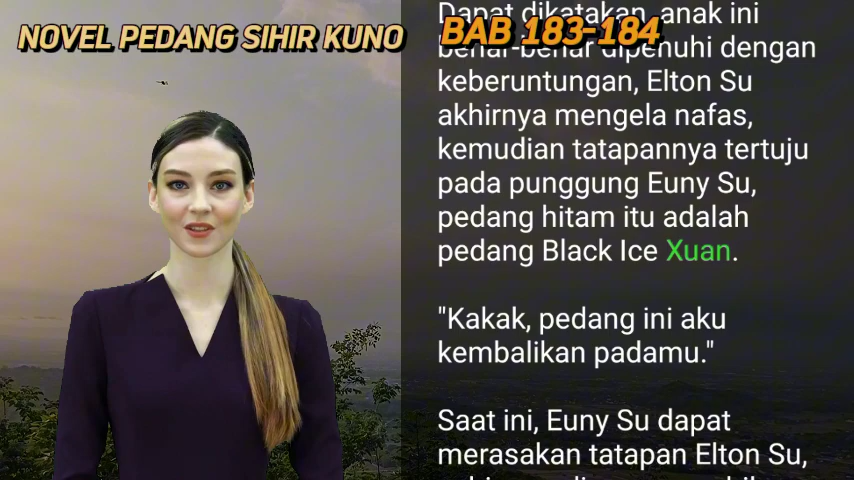 NOVEL PEDANG SIHIR KUNO
BAB 183-184
Dapat dikatakan, anak ini
benar-benar dipenuhi dengan
keberuntungan, Elton Su
akhirnya mengela nafas,
kemudian tatapannya tertuju
pada punggung Euny Su,
pedang hitam itu adalah
pedang Black Ice Xuan.
"Kakak, pedang ini aku
kembalikan padamu."
Saat ini, Euny Su dapat
merasakan tatapan Elton Su,